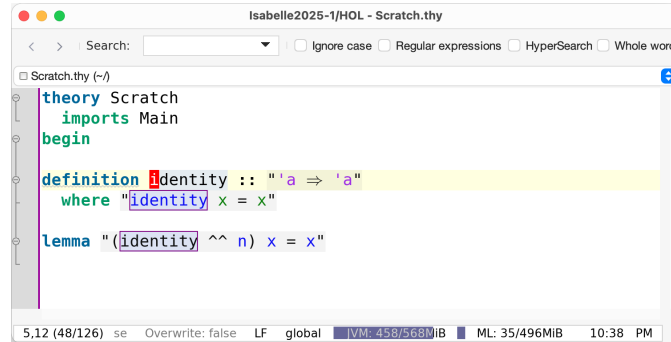 Isabelle2025-1/HOL - Scratch.thy
Search: Ignore case Regular expressions HyperSearch Whole wor
Scratch.thy (~/)
theory Scratch
imports Main
begin
definition identity :: "'a ⇒ 'a"
where "identity x = x"
lemma "(identity ^^ n) x = x"
5,12 (48/126) se Overwrite: false LF global JVM: 458/568MiB ML: 35/496MiB 10:38 PM